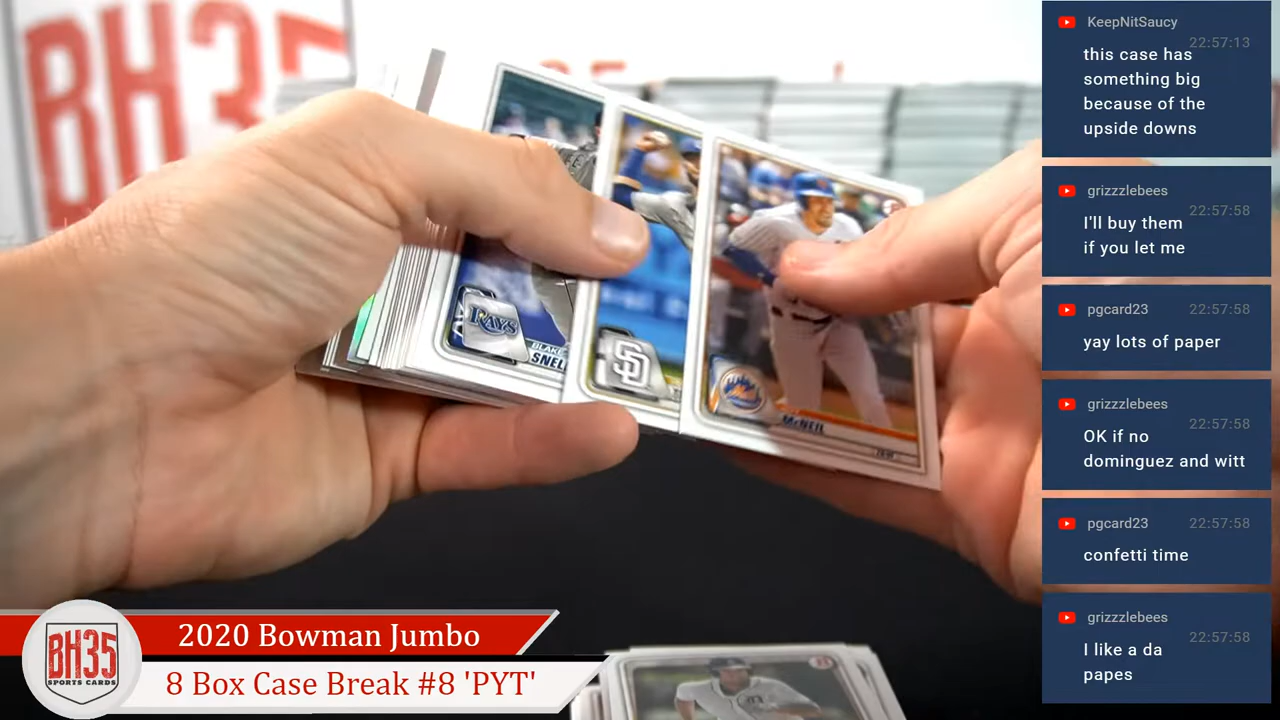 BH35
RAYS
BLAKE
SNELL
SD
Mets
McNEIL
KeepNitSaucy
22:57:13
this case has
something big
because of the
upside downs
grizzzlebees
22:57:58
I'll buy them
if you let me
pgcard23 22:57:58
yay lots of paper
grizzzlebees
22:57:58
OK if no
dominguez and witt
pgcard23 22:57:58
confetti time
grizzzlebees
22:57:58
I like a da
papes
2020 Bowman Jumbo
8 Box Case Break #8 'PYT'
BH35
SPORTS CARDS